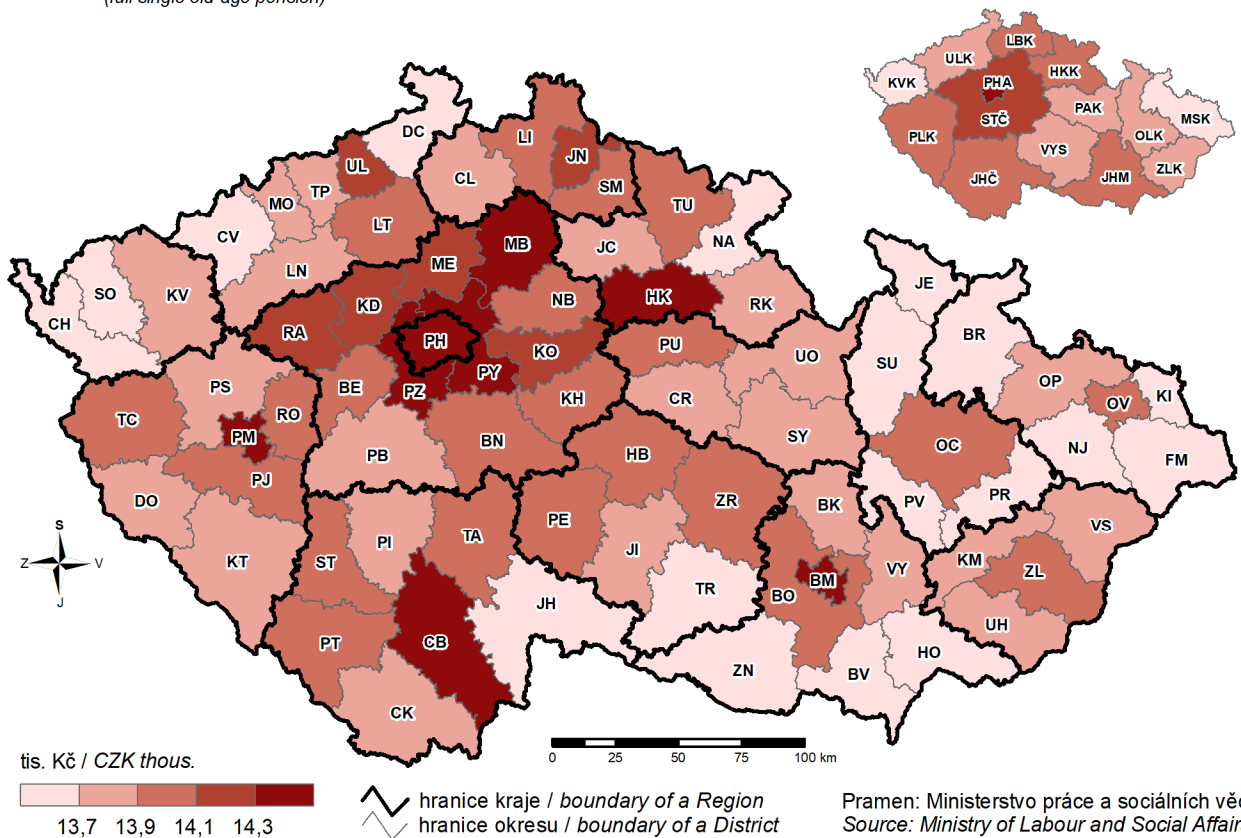 (full single old-age pension)
LBK
ULK
HKK
KVK
PHA
PAK
MSK
STČ
OLK
PLK
VYS
ZLK
JHČ
JHM
DC
LI
JN
UL
CL
SM
TP
MO
TU
LT
CV
NA
MB
JC
ME
LN
JE
SO
KV
NB
HK
RK
KD
CH
RA
BR
PH
KO
PU
UO
SU
PY
PS
BE
PZ
OP
KI
KH
CR
OV
TC
RO
PM
SY
BN
OC
NJ
PB
HB
FM
PJ
PR
DO
ZR
PV
BK
VS
PE
TA
PI
JI
KT
ST
KM
VY
ZL
BM
TR
BO
JH
UH
PT
CB
HO
ZN
BV
CK
S
Z V
J
tis. Kč / CZK thous.
13,7 13,9 14,1 14,3
0 25 50 75 100 km
hranice kraje / boundary of a Region
hranice okresu / boundary of a District
Pramen: Ministerstvo práce a sociálních věc
Source: Ministry of Labour and Social Affair